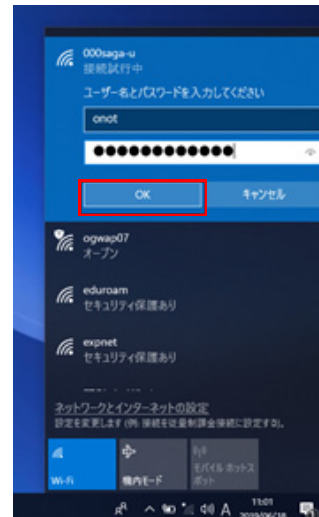 000saga-u
接続試行中
ユーザー名とパスワードを入力してください
onot
●●●●●●●●●●●●●
OK
キャンセル
ogwap07
オープン
eduroam
セキュリティ保護あり
expnet
セキュリティ保護あり
ネットワークとインターネットの設定
設定を変更します (例: 接続を従量制課金接続に設定する)。
Wi-Fi
機内モード
モバイル ホットス
ポット
A
11:01
2019/06/18